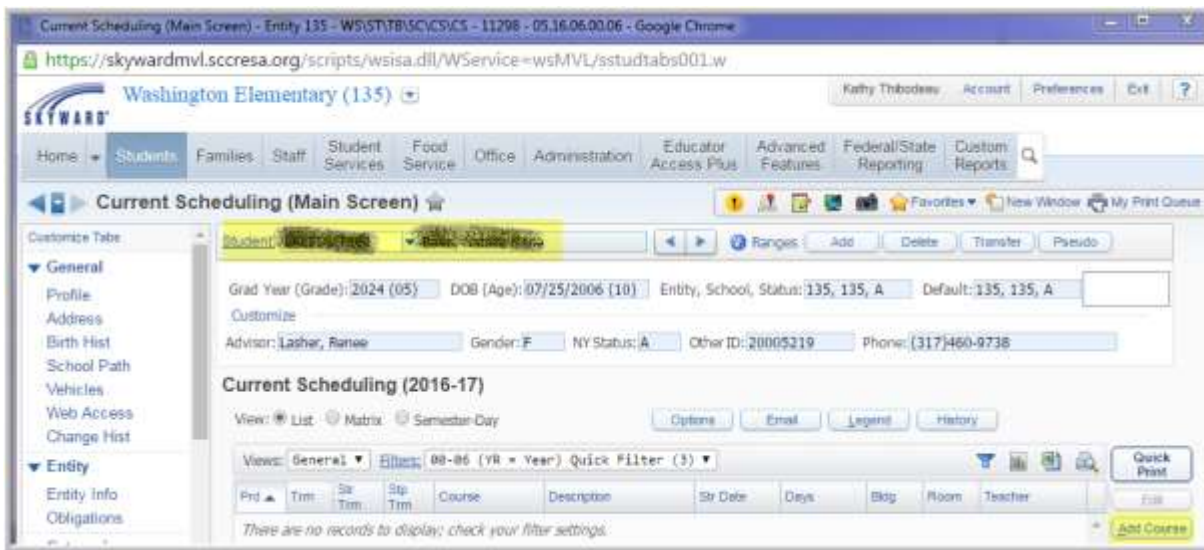 Current Scheduling (Main Screen) - Entity 135 - WS\ST\TB\SC\CS\CS - 11298 - 05.16.06.00.06 - Google Chrome
https://skywardmvl.sccresa.org/scripts/wsisa.dll/WService=wsMVL/sstudtabs001.w
SKYWARD
Washington Elementary (135)
Kathy Thibodeau Account Preferences Exit ?
Home Students Families Staff Student Services Food Service Office Administration Educator Access Plus Advanced Features Federal/State Reporting Custom Reports
Current Scheduling (Main Screen)
Favorites New Window My Print Queue
Customize Tabs
General
Profile
Address
Birth Hist
School Path
Vehicles
Web Access
Change Hist
Entity
Entity Info
Obligations
Student:
Ranges Add Delete Transfer Pseudo
Grad Year (Grade): 2024 (05) DOB (Age): 07/25/2006 (10) Entity, School, Status: 135, 135, A Default: 135, 135, A
Customize
Advisor: Lasher, Renee Gender: F NY Status: A Other ID: 20005219 Phone: (317)460-9738
Current Scheduling (2016-17)
View: List Matrix Semester-Day
Options Email Legend History
Views: General Filters: 00-06 (YR = Year) Quick Filter (3)
Quick Print
Prd Trm Str Trm Stp Trm Course Description Str Date Days Bldg Room Teacher
Edit
There are no records to display; check your filter settings.
Add Course